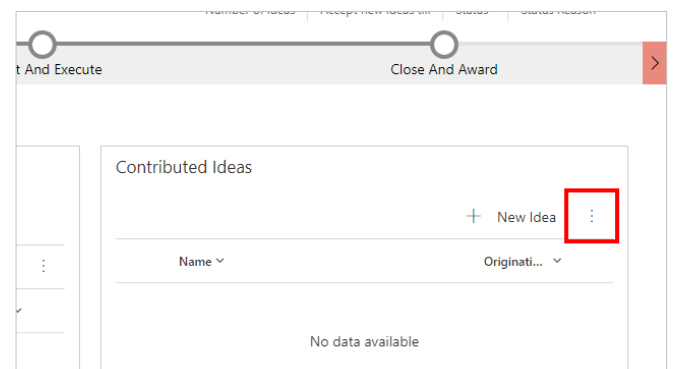 Number of Ideas Accept new ideas till Status Status Reason
t And Execute
Close And Award
Contributed Ideas
+ New Idea
Name
Originati...
No data available